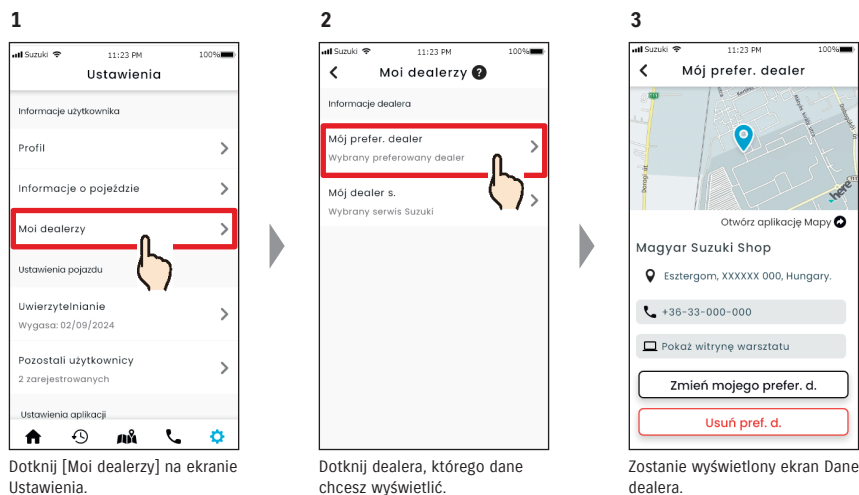 1
Suzuki 11:23 PM 100%
Ustawienia
Informacje użytkownika
Profil
Informacje o pojeździe
Moi dealerzy
Ustawienia pojazdu
Uwierzytelnianie
Wygasa: 02/09/2024
Pozostali użytkownicy
2 zarejestrowanych
Ustawienia aplikacji
Dotknij [Moi dealerzy] na ekranie
Ustawienia.
2
Suzuki 11:23 PM 100%
Moi dealerzy ?
Informacje dealera
Mój prefer. dealer
Wybrany preferowany dealer
Mój dealer s.
Wybrany serwis Suzuki
Dotknij dealera, którego dane
chcesz wyświetlić.
3
Suzuki 11:23 PM 100%
Mój prefer. dealer
Dorogi út
here
Otwórz aplikację Mapy
Magyar Suzuki Shop
Esztergom, XXXXXX 000, Hungary.
+36-33-000-000
Pokaż witrynę warsztatu
Zmień mojego prefer. d.
Usuń pref. d.
Zostanie wyświetlony ekran Dane
dealera.